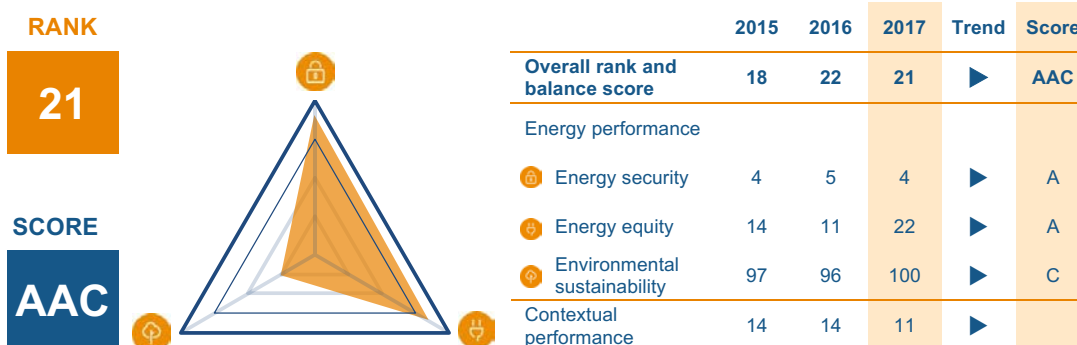 RANK
21
SCORE
AAC
2015 2016 2017 Trend Score
Overall rank and
balance score 18 22 21 AAC
Energy performance
Energy security 4 5 4 A
Energy equity 14 11 22 A
Environmental
sustainability 97 96 100 C
Contextual
performance 14 14 11